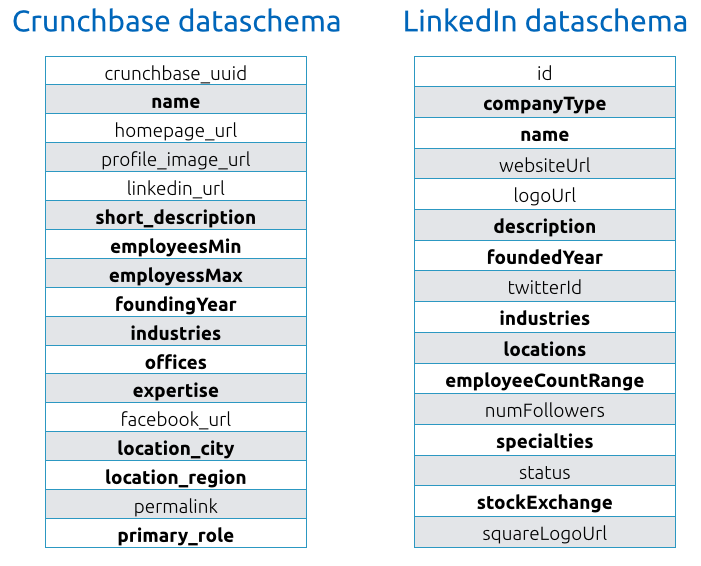 Crunchbase dataschema
crunchbase_uuid
name
homepage_url
profile_image_url
linkedin_url
short_description
employeesMin
employessMax
foundingYear
industries
offices
expertise
facebook_url
location_city
location_region
permalink
primary_role
LinkedIn dataschema
id
companyType
name
websiteUrl
logoUrl
description
foundedYear
twitterId
industries
locations
employeeCountRange
numFollowers
specialties
status
stockExchange
squareLogoUrl